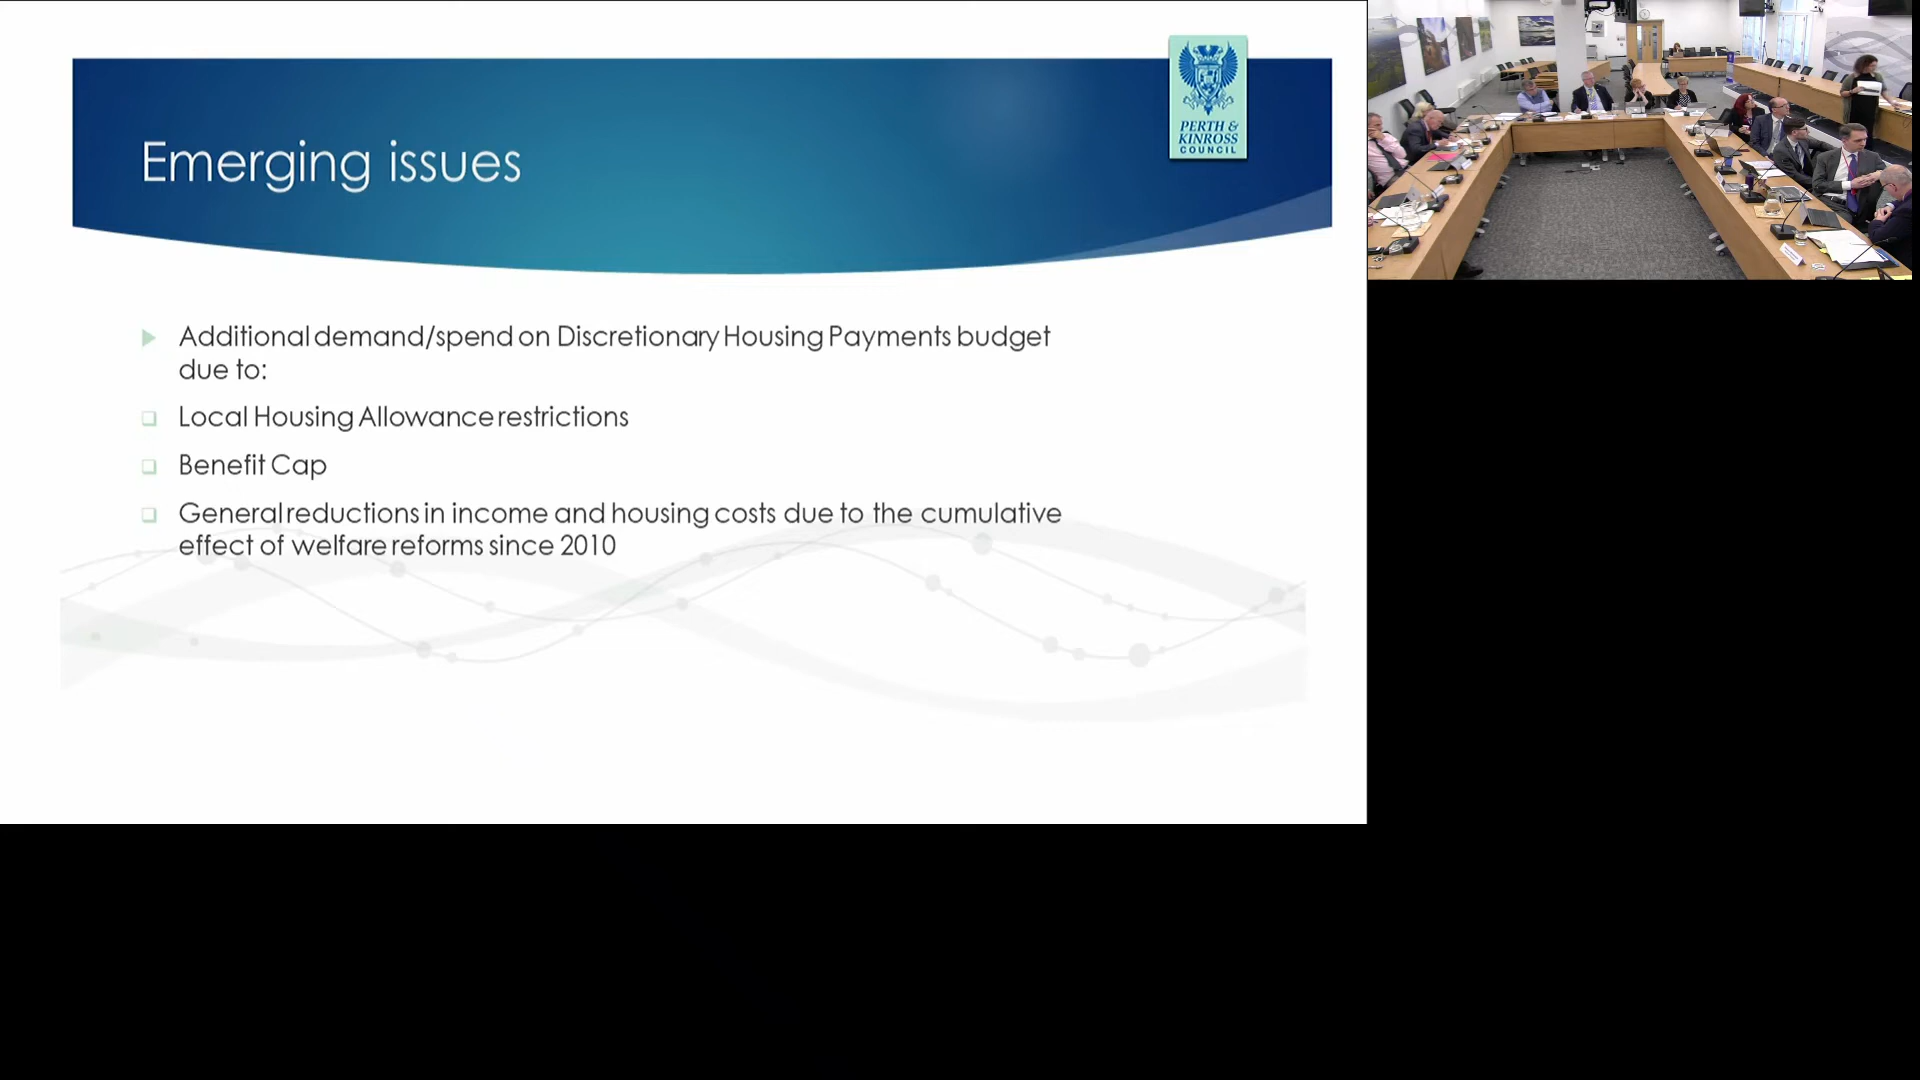 PERTH &
KINROSS
COUNCIL
Emerging issues
Additional demand/spend on Discretionary Housing Payments budget
due to:
Local Housing Allowance restrictions
Benefit Cap
General reductions in income and housing costs due to the cumulative
effect of welfare reforms since 2010